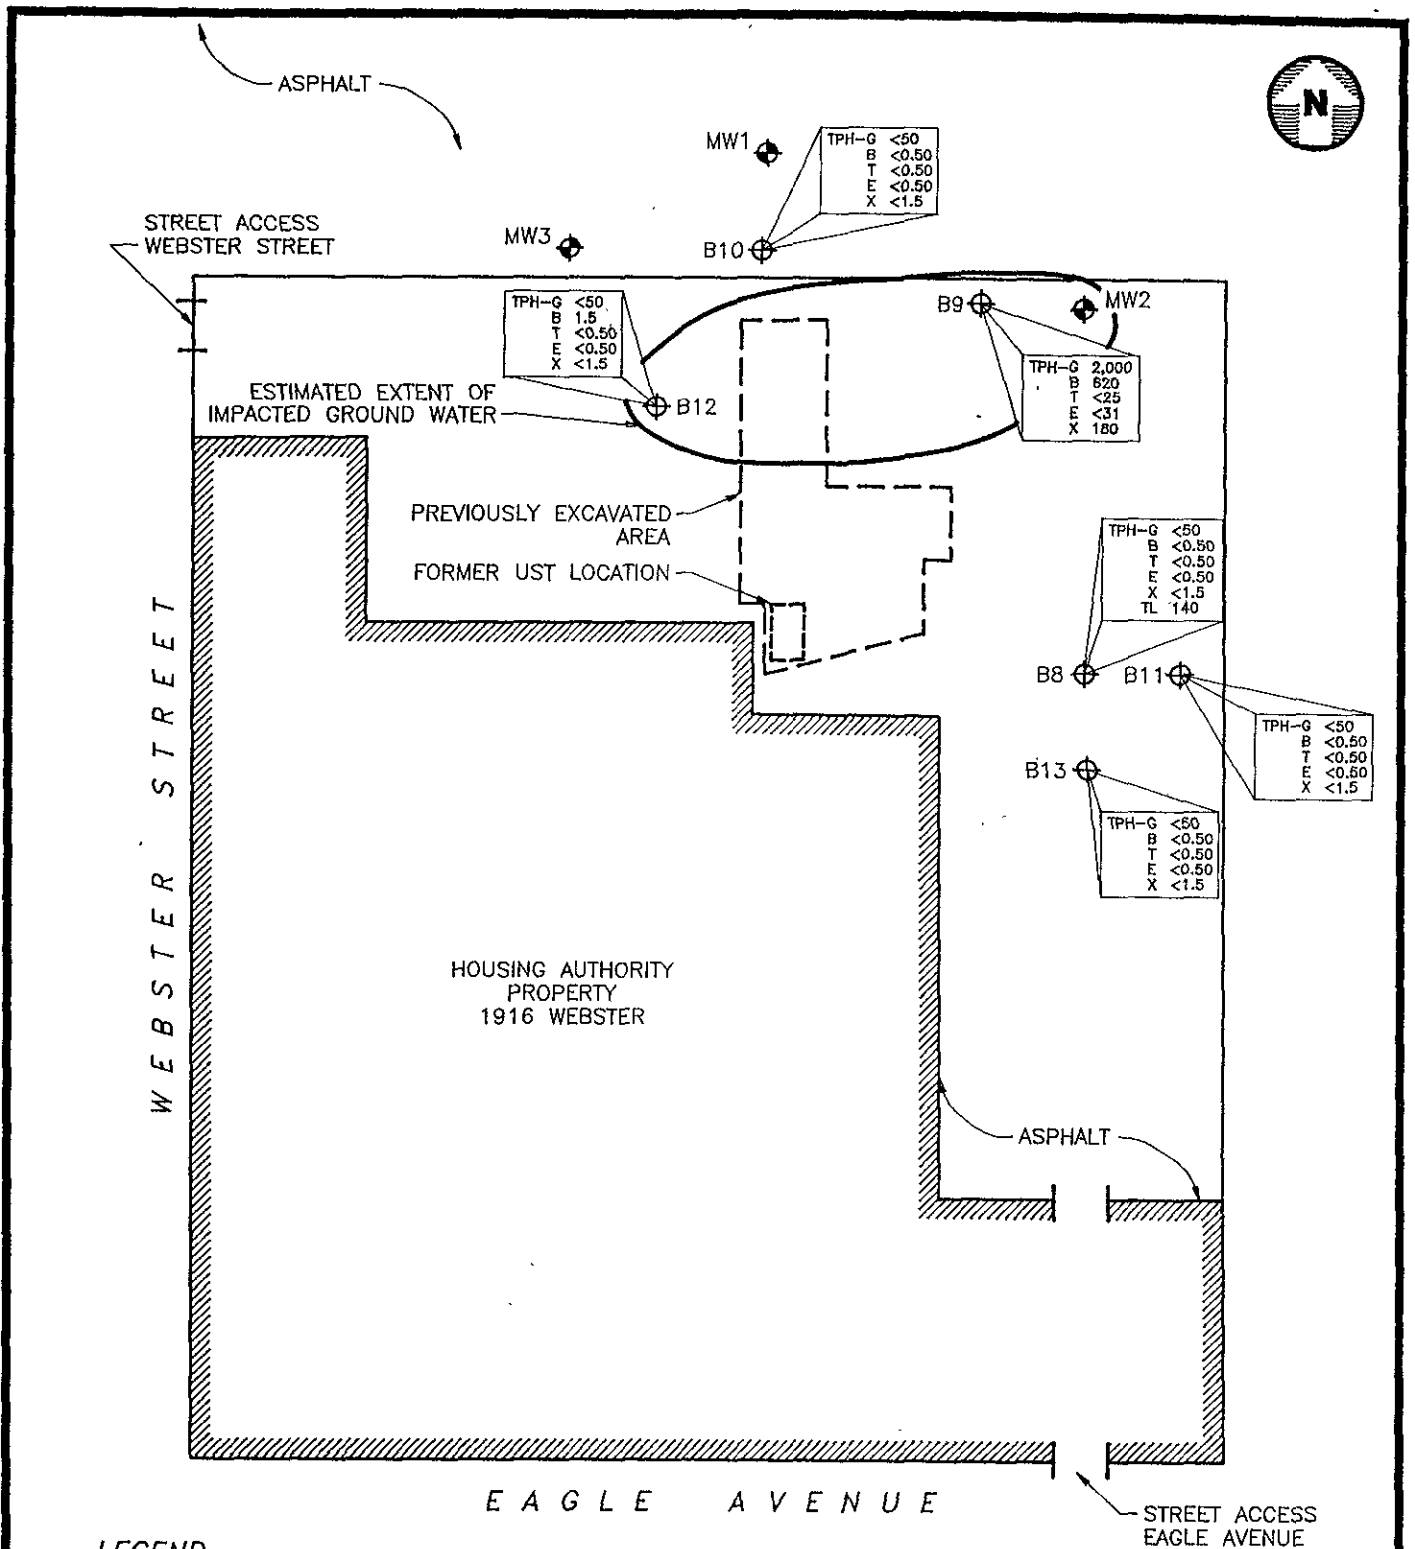 ASPHALT
N
MW1
TPH-G <50
B <0.50
T <0.50
E <0.50
X <1.5
STREET ACCESS
WEBSTER STREET
MW3
B10
TPH-G <50
B 1.5
T <0.50
E <0.50
X <1.5
B9
MW2
TPH-G 2,000
B 620
T <25
E <31
X 180
ESTIMATED EXTENT OF
IMPACTED GROUND WATER
B12
PREVIOUSLY EXCAVATED
AREA
FORMER UST LOCATION
TPH-G <50
B <0.50
T <0.50
E <0.50
X <1.5
TL 140
B8
B11
TPH-G <50
B <0.50
T <0.50
E <0.50
X <1.5
B13
TPH-G <50
B <0.50
T <0.50
E <0.50
X <1.5
WEBSTER STREET
HOUSING AUTHORITY
PROPERTY
1916 WEBSTER
ASPHALT
EAGLE AVENUE
STREET ACCESS
EAGLE AVENUE
LEGEND